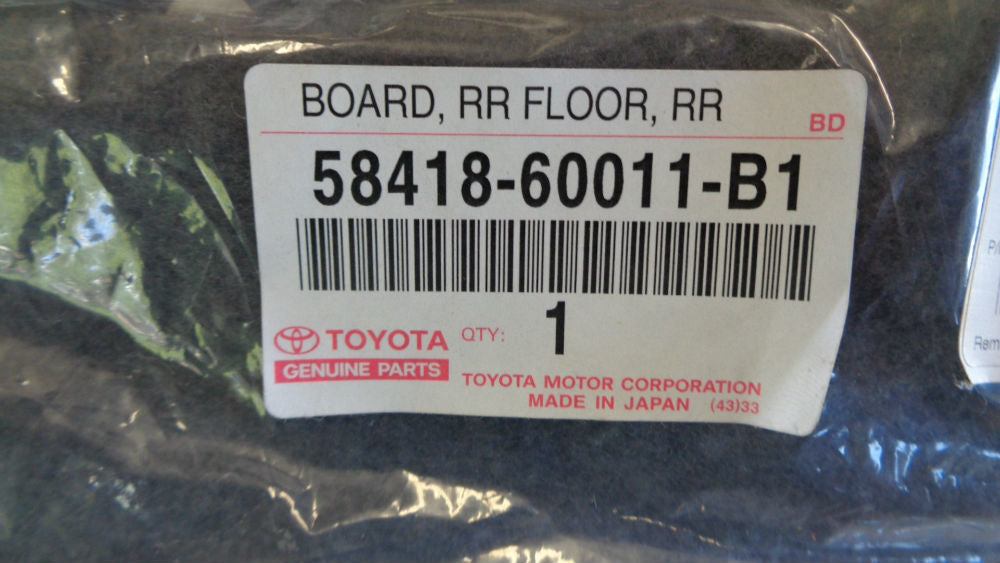 BOARD, RR FLOOR, RR
BD
58418-60011-B1
TOYOTA
GENUINE PARTS
QTY: 1
TOYOTA MOTOR CORPORATION
MADE IN JAPAN (43)33
Rem